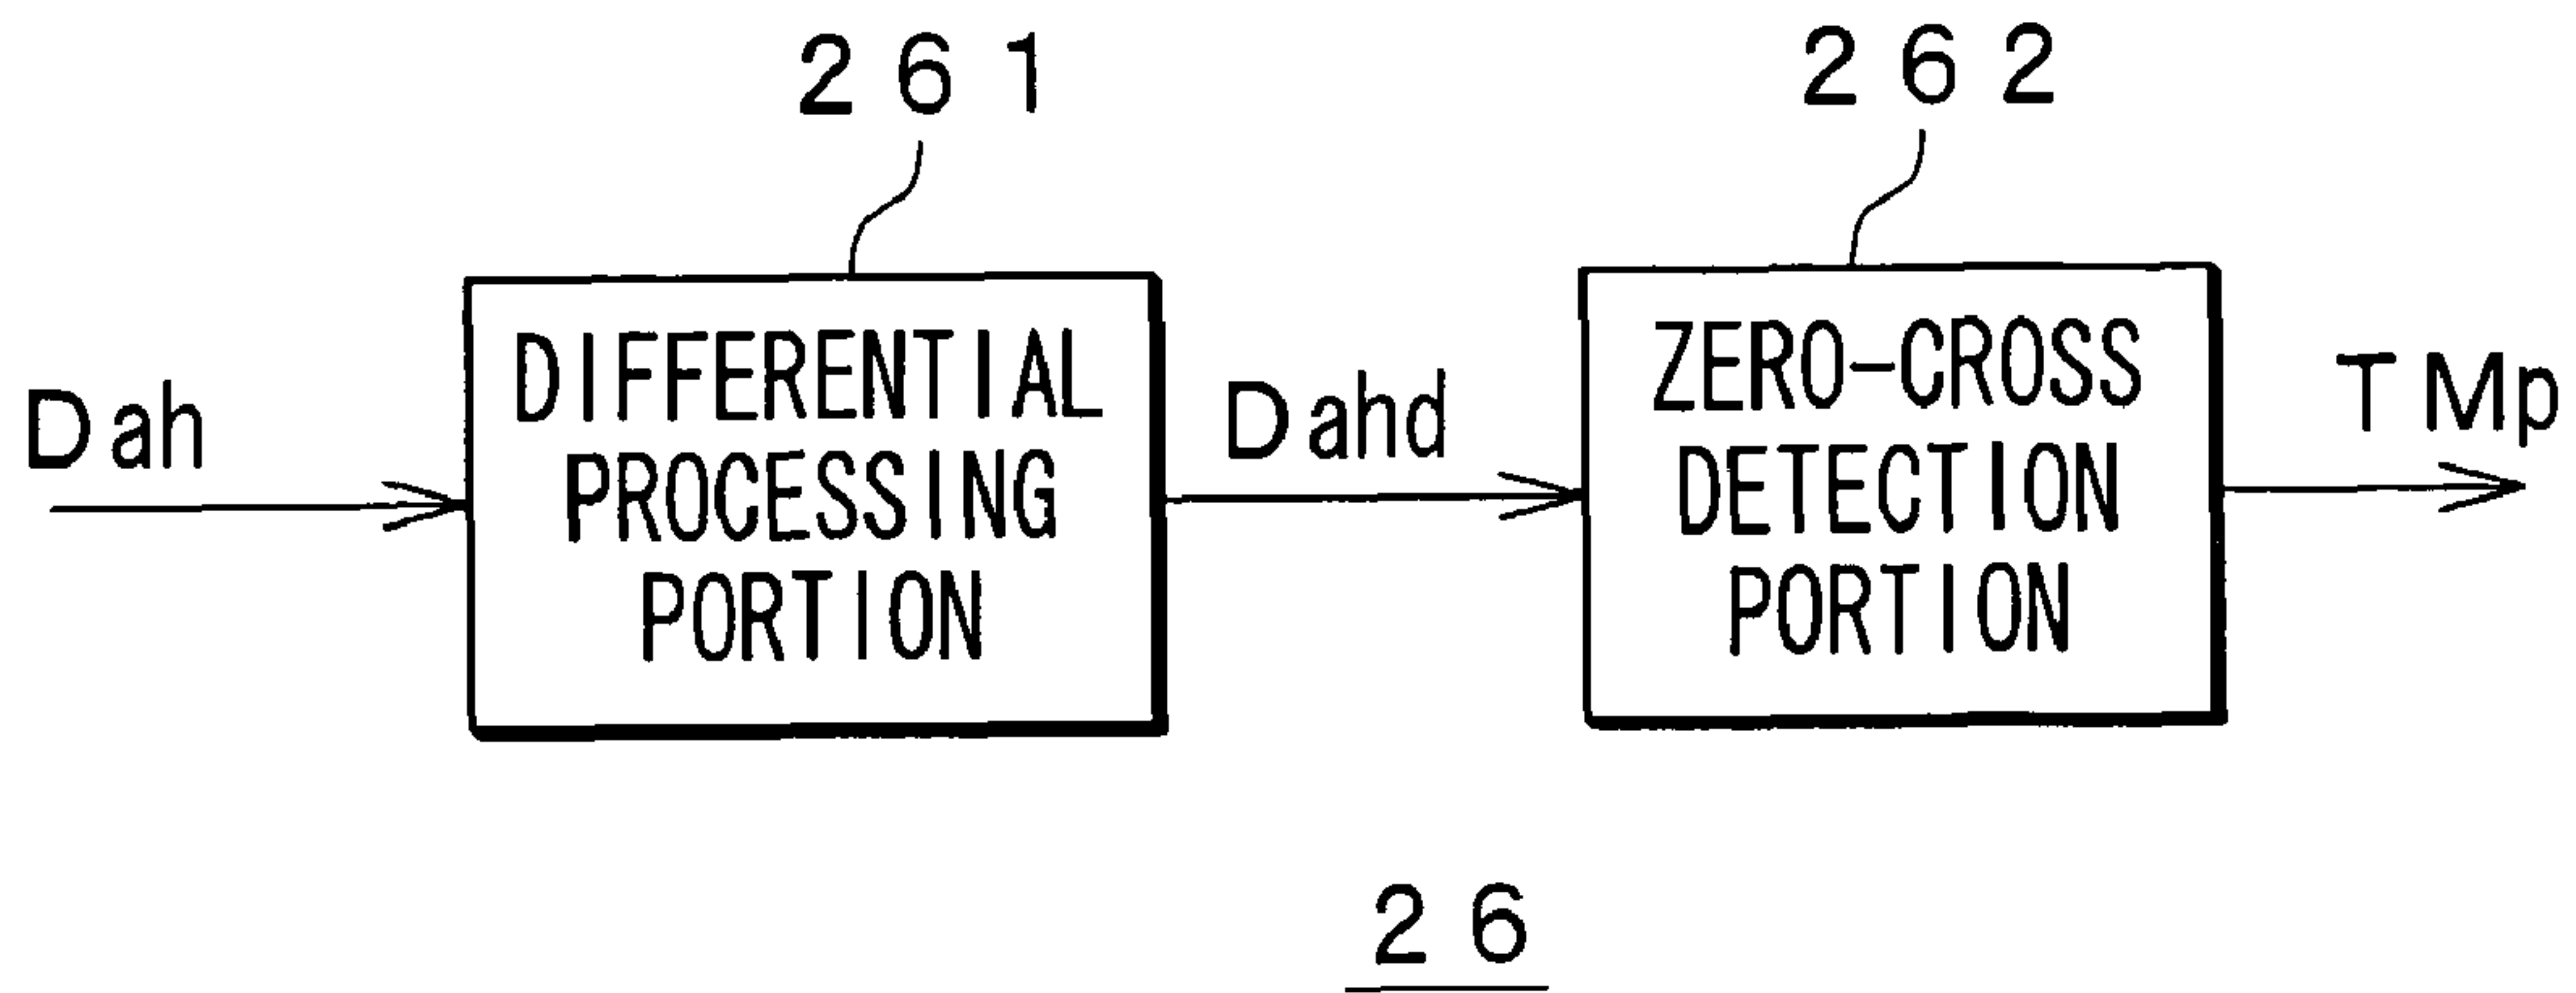 261
262
Dah
DIFFERENTIAL
PROCESSING
PORTION
Dahd
ZERO-CROSS
DETECTION
PORTION
TMp
26